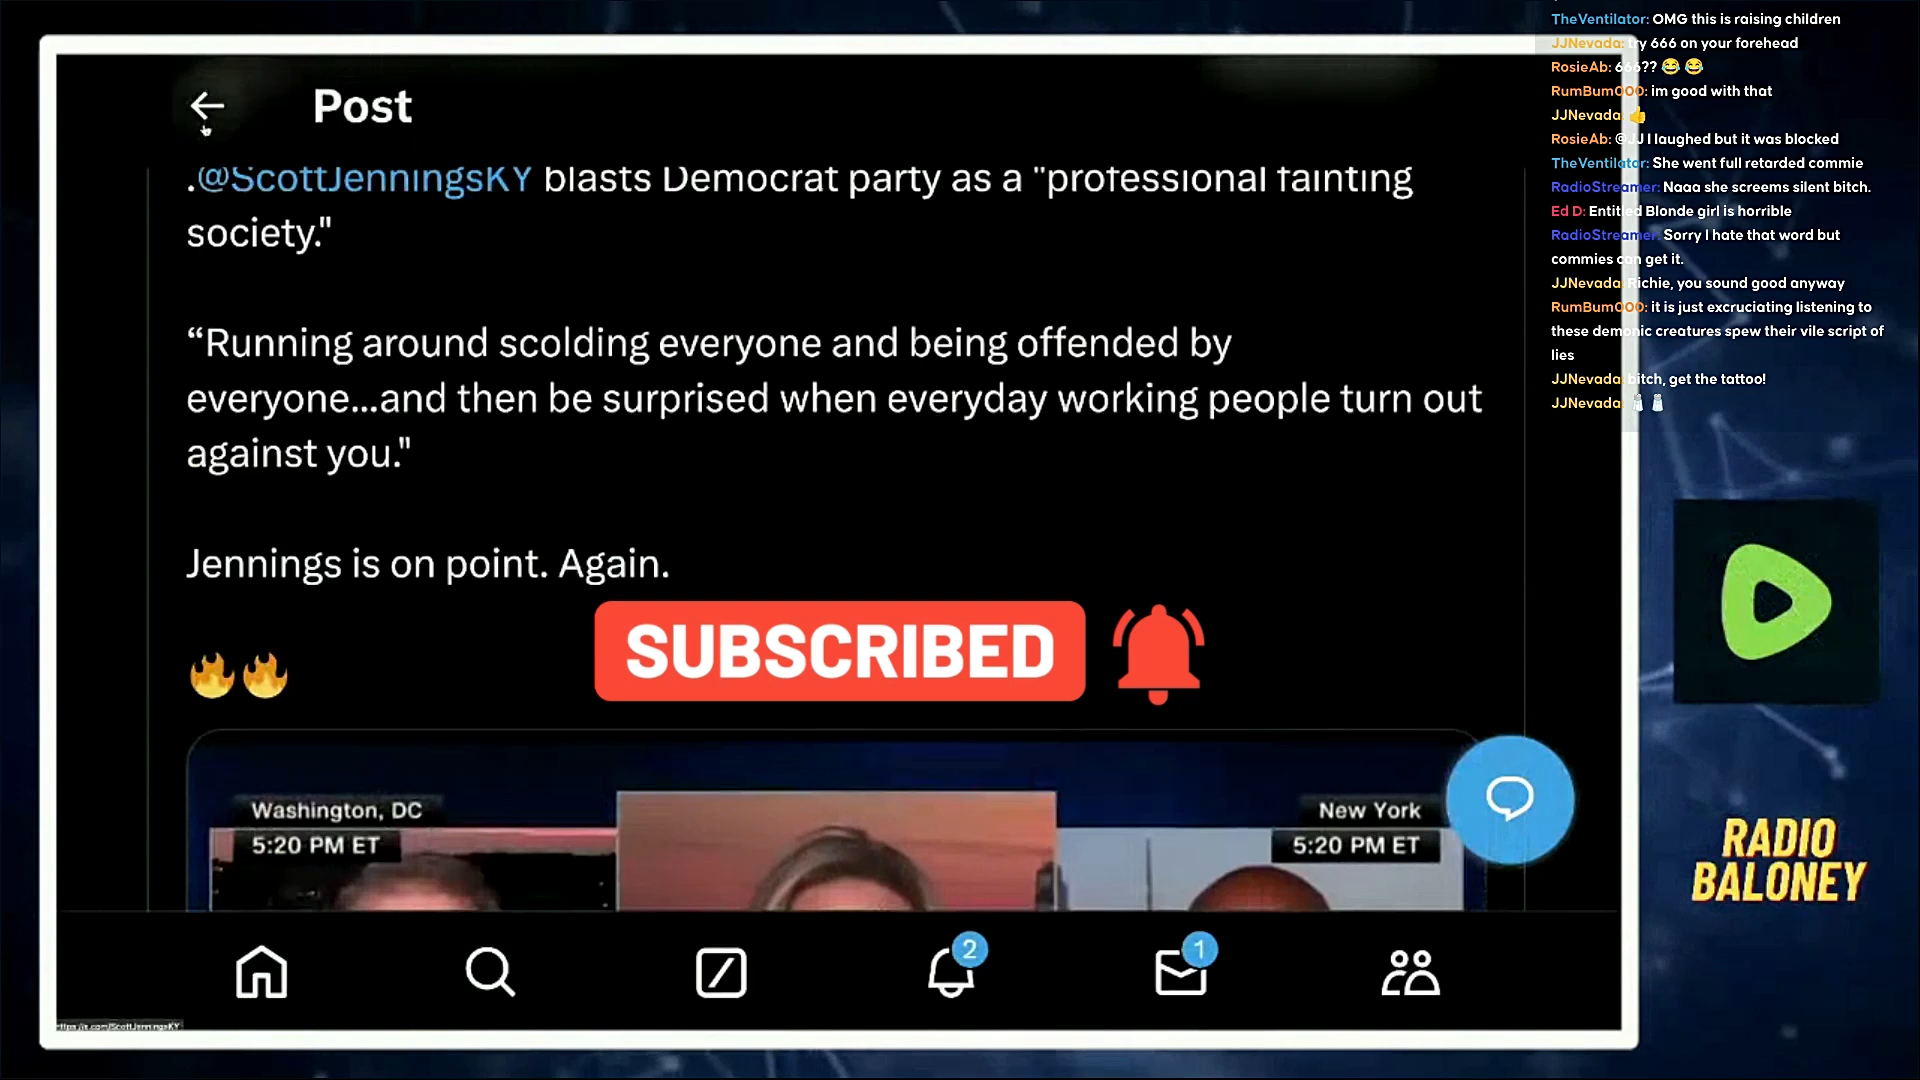 Post
.@ScottJenningsKY blasts Democrat party as a "professional fainting
society."
“Running around scolding everyone and being offended by
everyone...and then be surprised when everyday working people turn out
against you."
Jennings is on point. Again.
🔥🔥
SUBSCRIBED
Washington, DC
5:20 PM ET
New York
5:20 PM ET
2
1
https://x.com/ScottJenningsKY
TheVentilator: OMG this is raising children
JJNevada: try 666 on your forehead
RosieAb: 666?? 😂 😂
RumBum000: im good with that
JJNevada: 👍
RosieAb: @JJ I laughed but it was blocked
TheVentilator: She went full retarded commie
RadioStreamer: Naaa she screems silent bitch.
Ed D: Entitled Blonde girl is horrible
RadioStreamer: Sorry I hate that word but
commies can get it.
JJNevada: Richie, you sound good anyway
RumBum000: it is just excruciating listening to
these demonic creatures spew their vile script of
lies
JJNevada: bitch, get the tattoo!
JJNevada: 🧂 🧂
RADIO
BALONEY